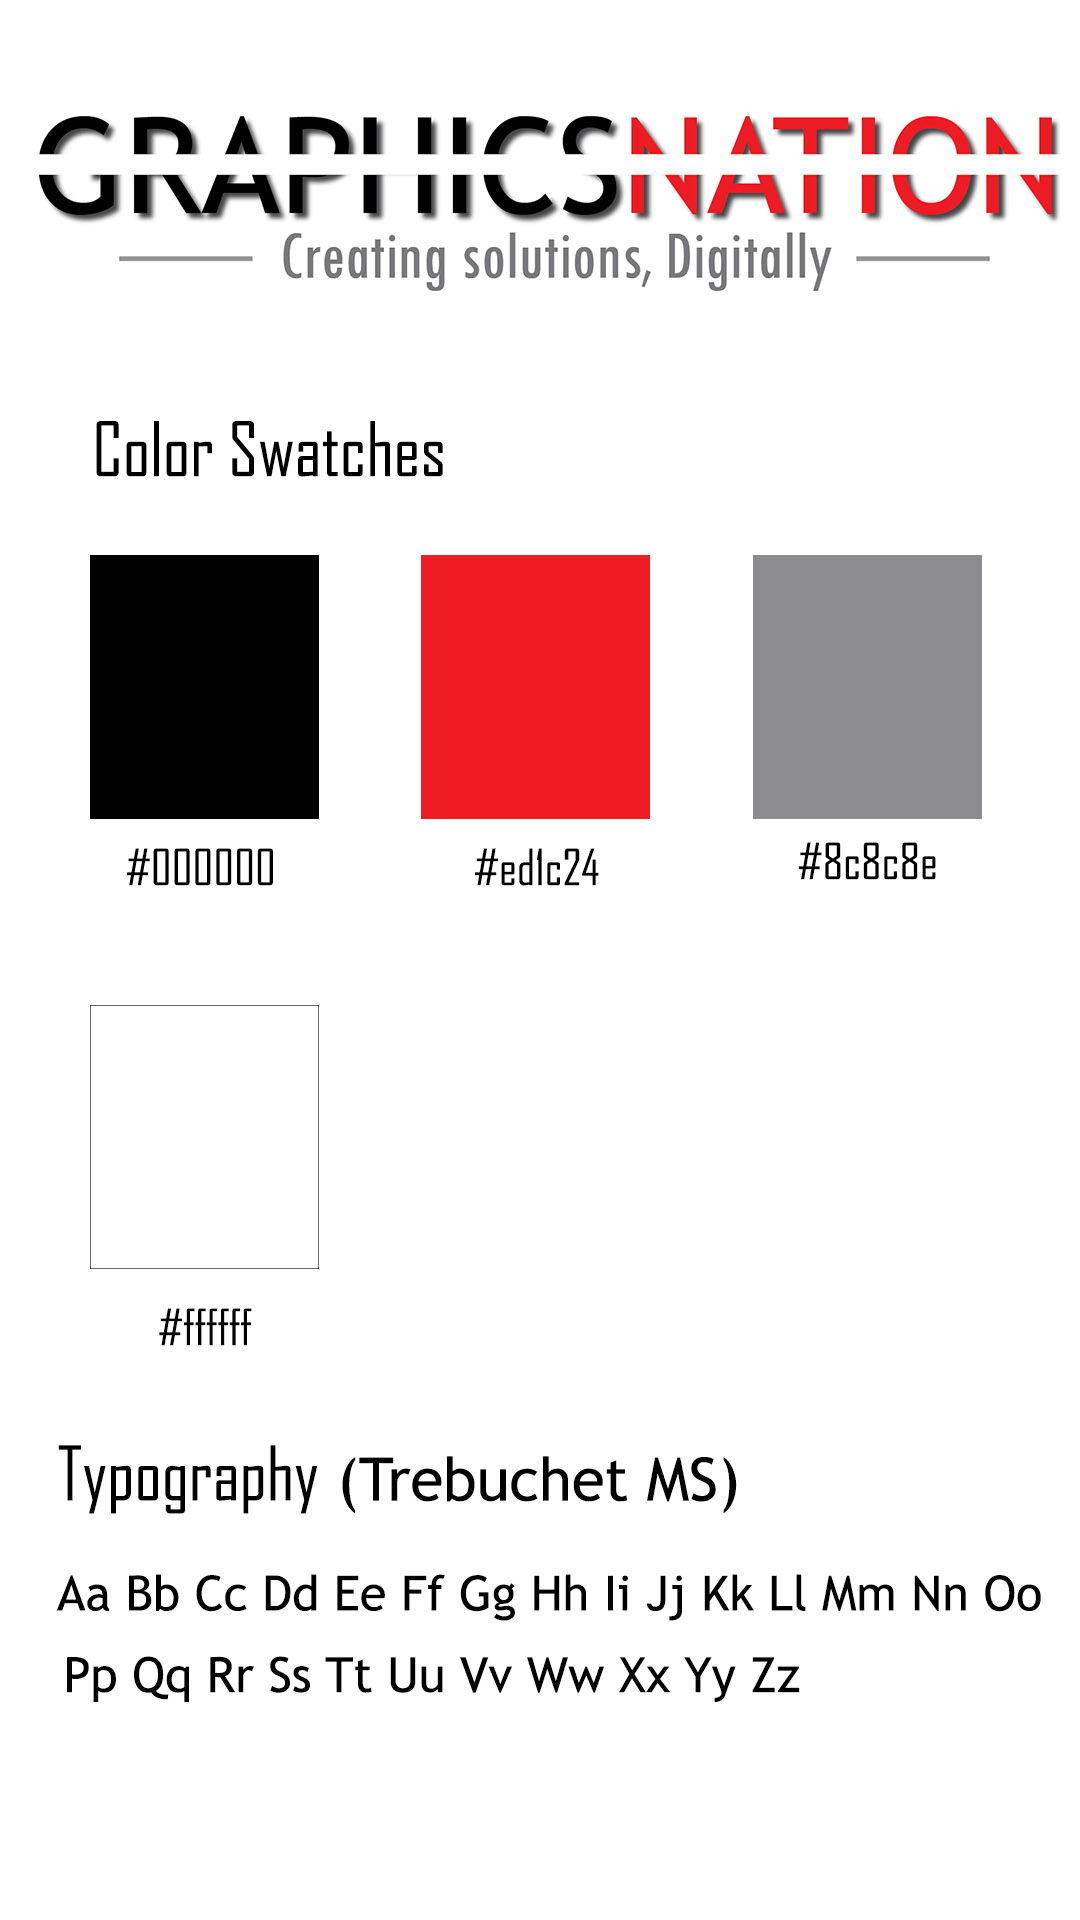 GRAPHICSNATION
Creating solutions, Digitally
Color Swatches
#000000 #ed1c24 #8c8c8e
#ffffff
Typography (Trebuchet MS)
Aa Bb Cc Dd Ee Ff Gg Hh Ii Jj Kk Ll Mm Nn Oo
Pp Qq Rr Ss Tt Uu Vv Ww Xx Yy Zz